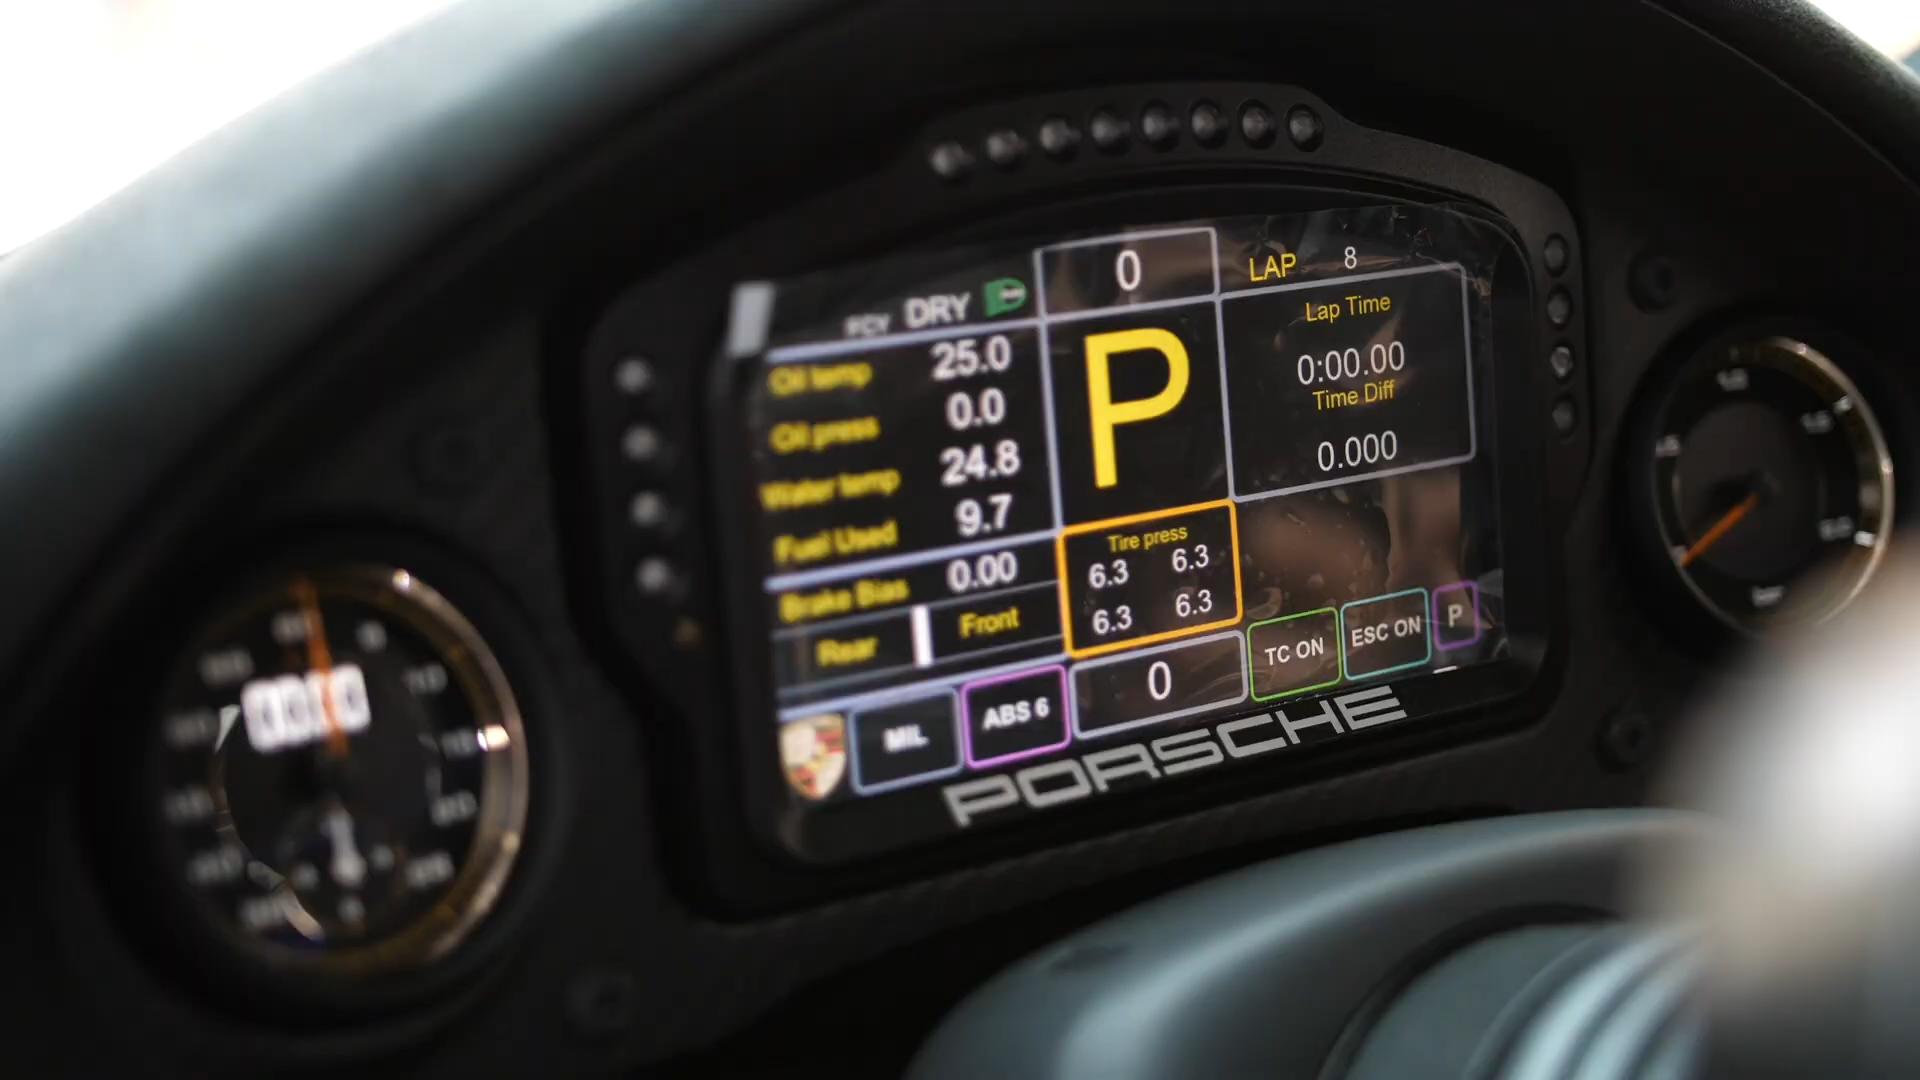 0
LAP 8
FCY DRY
Lap Time
0:00.00
Time Diff
0.000
P
Oil temp 25.0
Oil press 0.0
Water temp 24.8
Fuel Used 9.7
Brake Bias 0.00
Rear Front
Tire press
6.3 6.3
6.3 6.3
MIL ABS 6 0 TC ON ESC ON P
PORSCHE